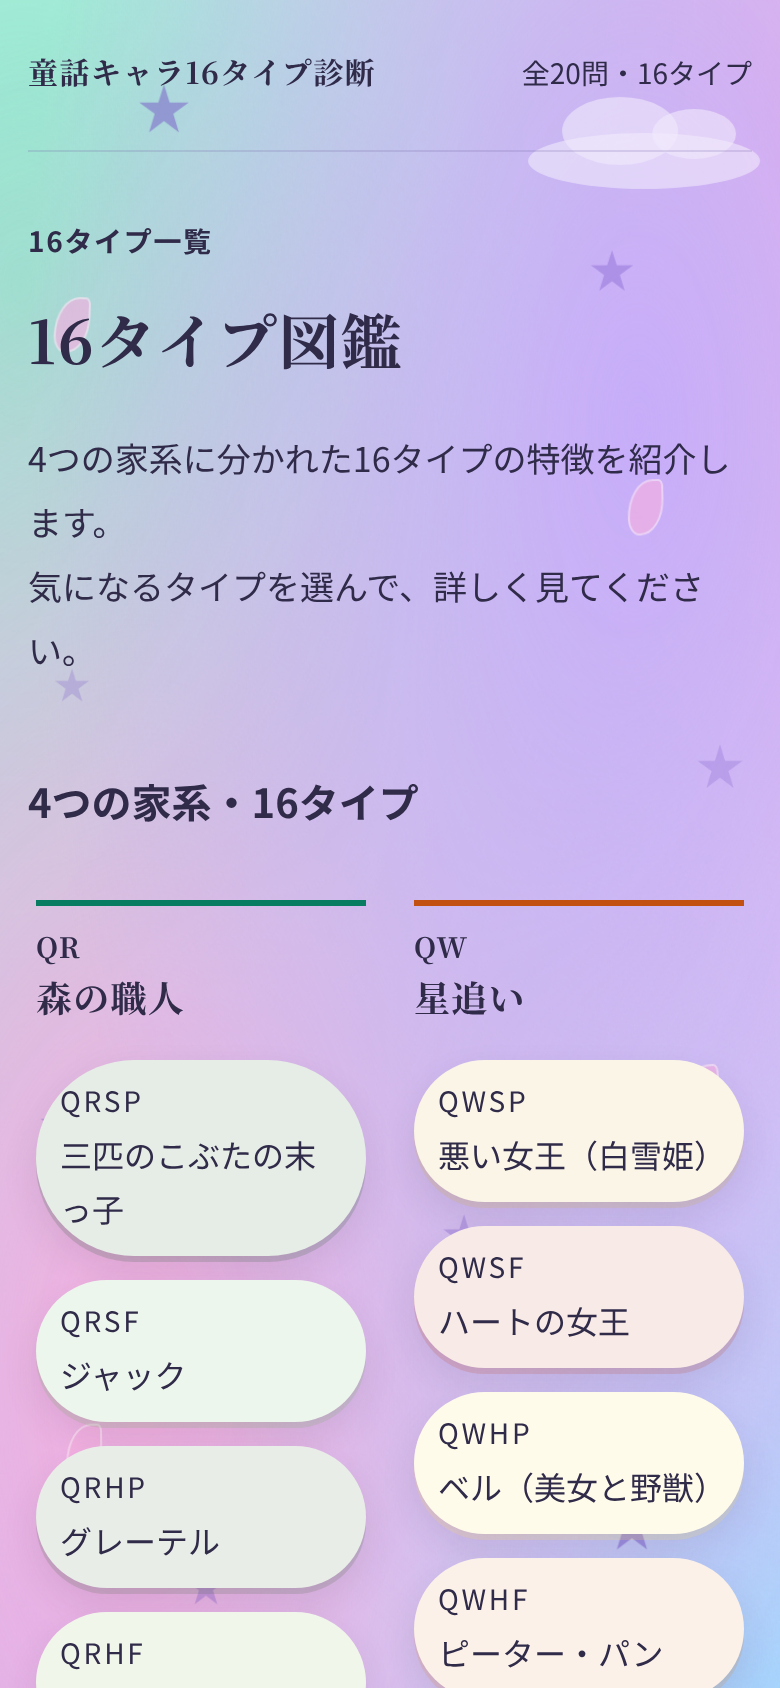 童話キャラ16タイプ診断
全20問・16タイプ
16タイプ一覧
16タイプ図鑑
4つの家系に分かれた16タイプの特徴を紹介し
ます。
気になるタイプを選んで、詳しく見てくださ
い。
4つの家系・16タイプ
QR
森の職人
QRSP
三匹のこぶたの末
っ子
QRSF
ジャック
QRHP
グレーテル
QRHF
QW
星追い
QWSP
悪い女王（白雪姫）
QWSF
ハートの女王
QWHP
ベル（美女と野獣）
QWHF
ピーター・パン